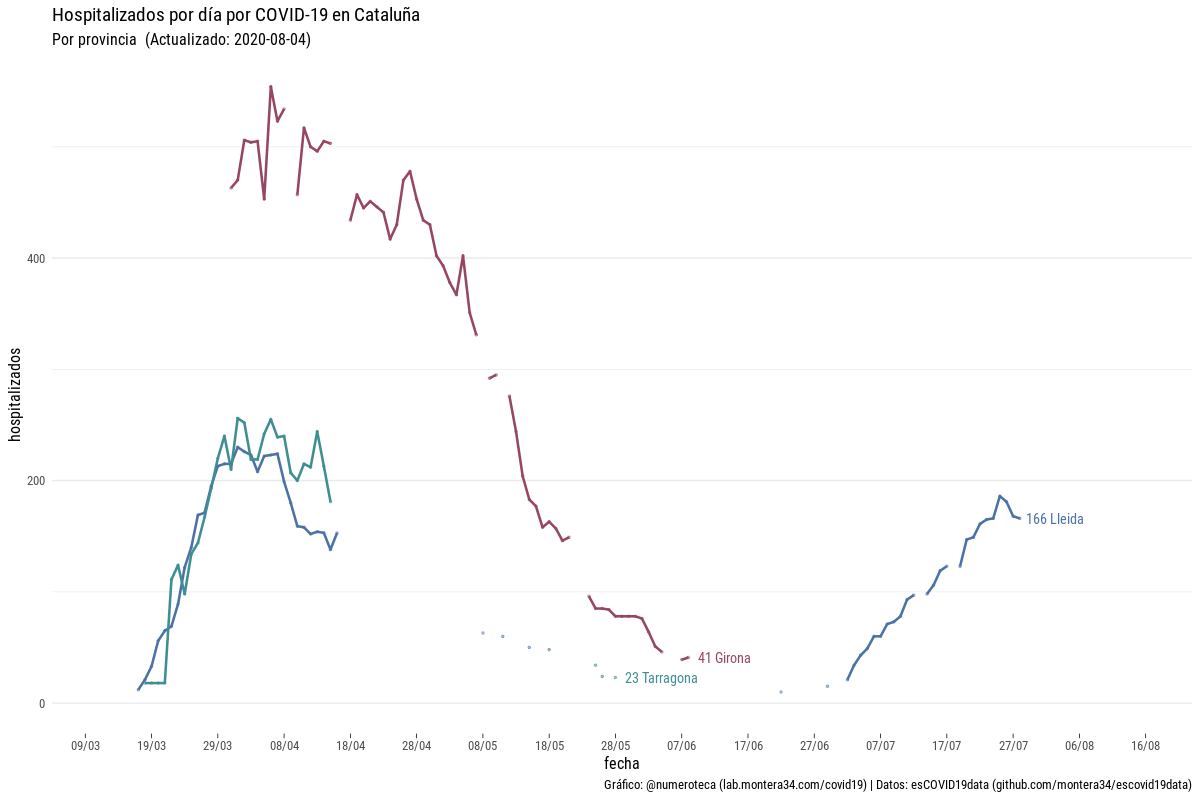 Hospitalizados por día por COVID-19 en Cataluña
Por provincia  (Actualizado: 2020-08-04)
hospitalizados
400
200
0
166 Lleida
41 Girona
23 Tarragona
09/03 19/03 29/03 08/04 18/04 28/04 08/05 18/05 28/05 07/06 17/06 27/06 07/07 17/07 27/07 06/08 16/08
fecha
Gráfico: @numeroteca (lab.montera34.com/covid19) | Datos: esCOVID19data (github.com/montera34/escovid19data)